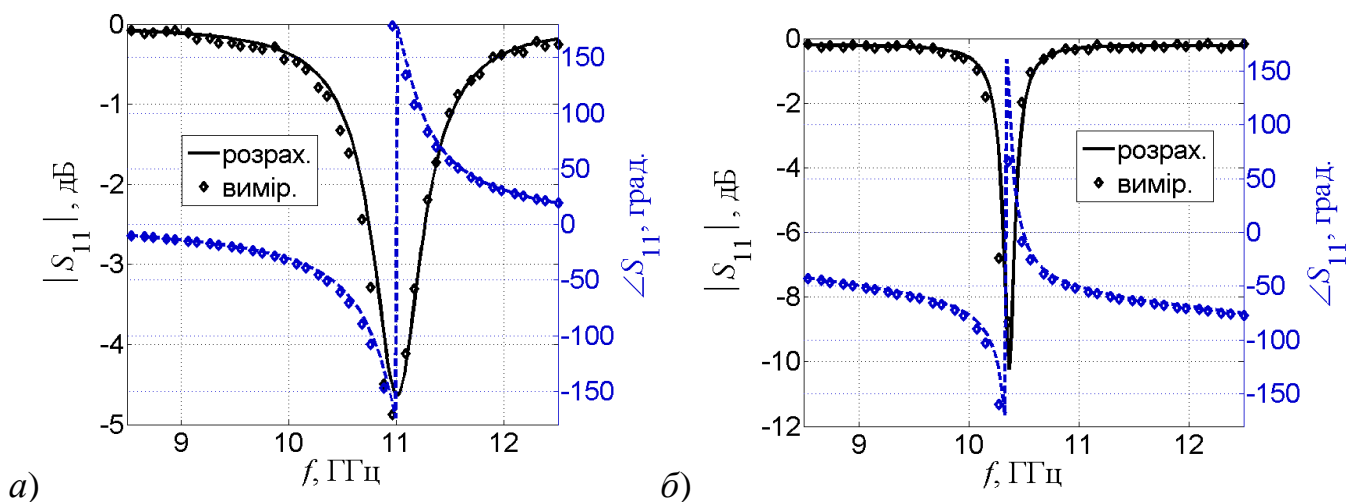 0
-1
-2
-3
-4
-5
|S11|, дБ
150
100
50
0
-50
-100
-150
∠S11, град.
розрах.
вимір.
9 10 11 12
f, ГГц
а)
0
-2
-4
-6
-8
-10
-12
|S11|, дБ
150
100
50
0
-50
-100
-150
∠S11, град.
розрах.
вимір.
9 10 11 12
f, ГГц
б)